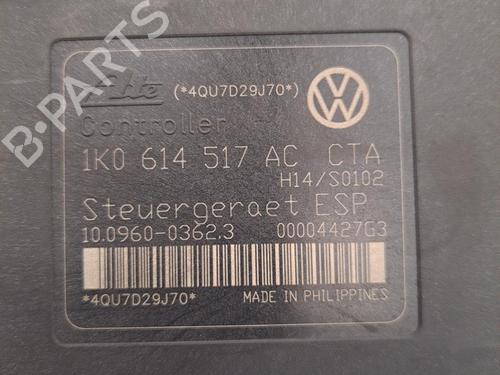 Ate (*4QU7D29J70*)
Controller
1K0 614 517 AC CTA
H14/S0102
Steuergeraet ESP
10.0960-0362.3 00004427G3
*4QU7D29J70* MADE IN PHILIPPINES
B-PARTS